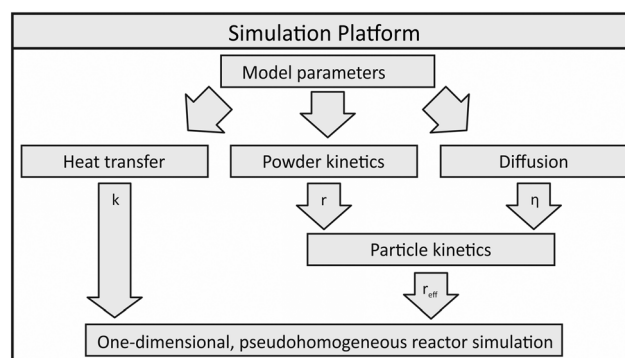 Simulation Platform
Model parameters
Heat transfer
Powder kinetics
Diffusion
k
r
η
Particle kinetics
reff
One-dimensional, pseudohomogeneous reactor simulation